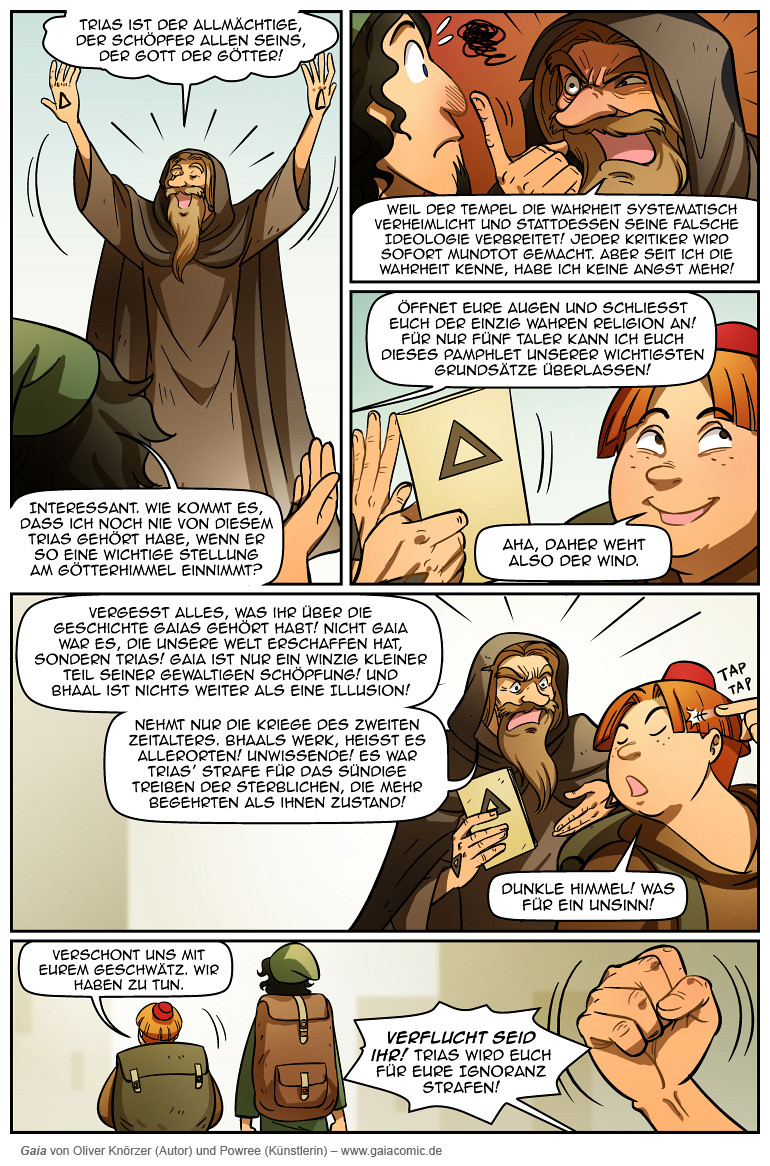 TRIAS IST DER ALLMÄCHTIGE,
DER SCHÖPFER ALLEN SEINS,
DER GOTT DER GÖTTER!
INTERESSANT. WIE KOMMT ES,
DASS ICH NOCH NIE VON DIESEM
TRIAS GEHÖRT HABE, WENN ER
SO EINE WICHTIGE STELLUNG
AM GÖTTERHIMMEL EINNIMMT?
WEIL DER TEMPEL DIE WAHRHEIT SYSTEMATISCH
VERHEIMLICHT UND STATTDESSEN SEINE FALSCHE
IDEOLOGIE VERBREITET! JEDER KRITIKER WIRD
SOFORT MUNDTOT GEMACHT. ABER SEIT ICH DIE
WAHRHEIT KENNE, HABE ICH KEINE ANGST MEHR!
ÖFFNET EURE AUGEN UND SCHLIESST
EUCH DER EINZIG WAHREN RELIGION AN!
FÜR NUR FÜNF TALER KANN ICH EUCH
DIESES PAMPHLET UNSERER WICHTIGSTEN
GRUNDSÄTZE ÜBERLASSEN!
AHA, DAHER WEHT
ALSO DER WIND.
VERGESST ALLES, WAS IHR ÜBER DIE
GESCHICHTE GAIAS GEHÖRT HABT! NICHT GAIA
WAR ES, DIE UNSERE WELT ERSCHAFFEN HAT,
SONDERN TRIAS! GAIA IST NUR EIN WINZIG KLEINER
TEIL SEINER GEWALTIGEN SCHÖPFUNG! UND
BHAAL IST NICHTS WEITER ALS EINE ILLUSION!
NEHMT NUR DIE KRIEGE DES ZWEITEN
ZEITALTERS. BHAALS WERK, HEISST ES
ALLERORTEN! UNWISSENDE! ES WAR
TRIAS' STRAFE FÜR DAS SÜNDIGE
TREIBEN DER STERBLICHEN, DIE MEHR
BEGEHRTEN ALS IHNEN ZUSTAND!
TAP
TAP
DUNKLE HIMMEL! WAS
FÜR EIN UNSINN!
VERSCHONT UNS MIT
EUREM GESCHWÄTZ. WIR
HABEN ZU TUN.
VERFLUCHT SEID
IHR! TRIAS WIRD EUCH
FÜR EURE IGNORANZ
STRAFEN!
Gaia von Oliver Knörzer (Autor) und Powree (Künstlerin) – www.gaiacomic.de